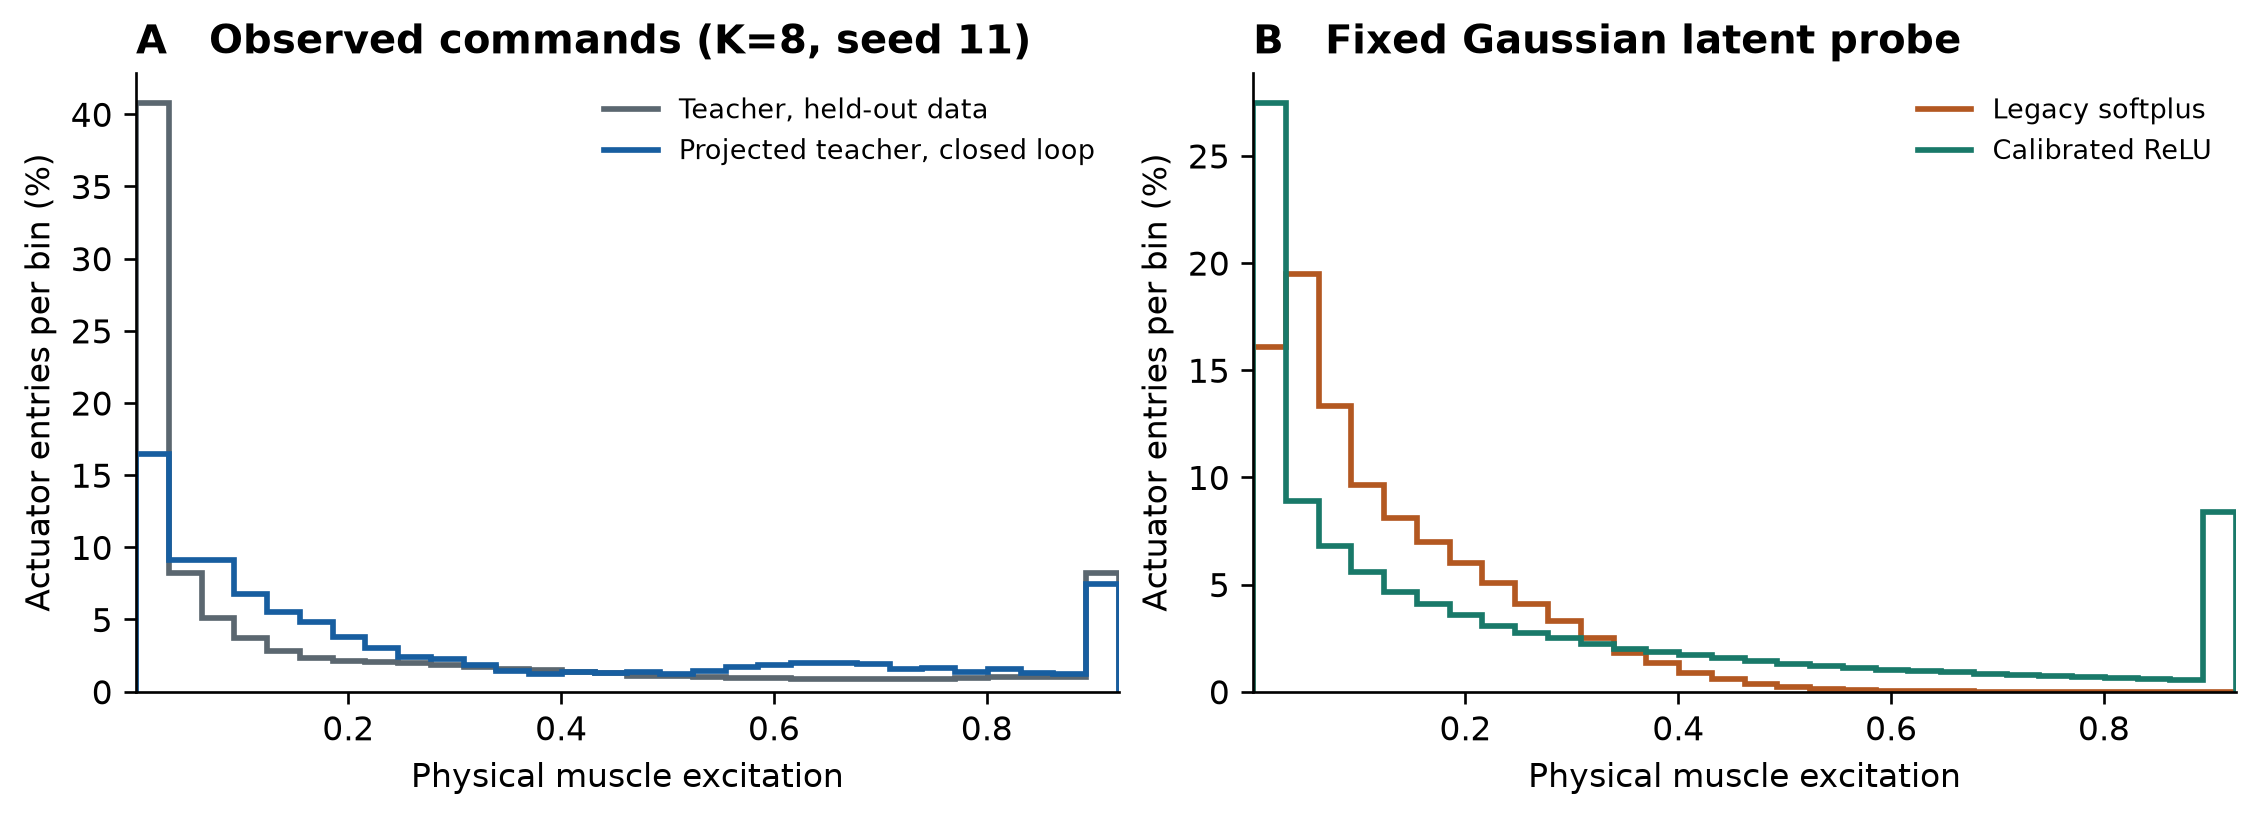 A Observed commands (K=8, seed 11)
Actuator entries per bin (%)
40
35
30
25
20
15
10
5
0
Teacher, held-out data
Projected teacher, closed loop
0.2 0.4 0.6 0.8
Physical muscle excitation
B Fixed Gaussian latent probe
Actuator entries per bin (%)
25
20
15
10
5
0
Legacy softplus
Calibrated ReLU
0.2 0.4 0.6 0.8
Physical muscle excitation